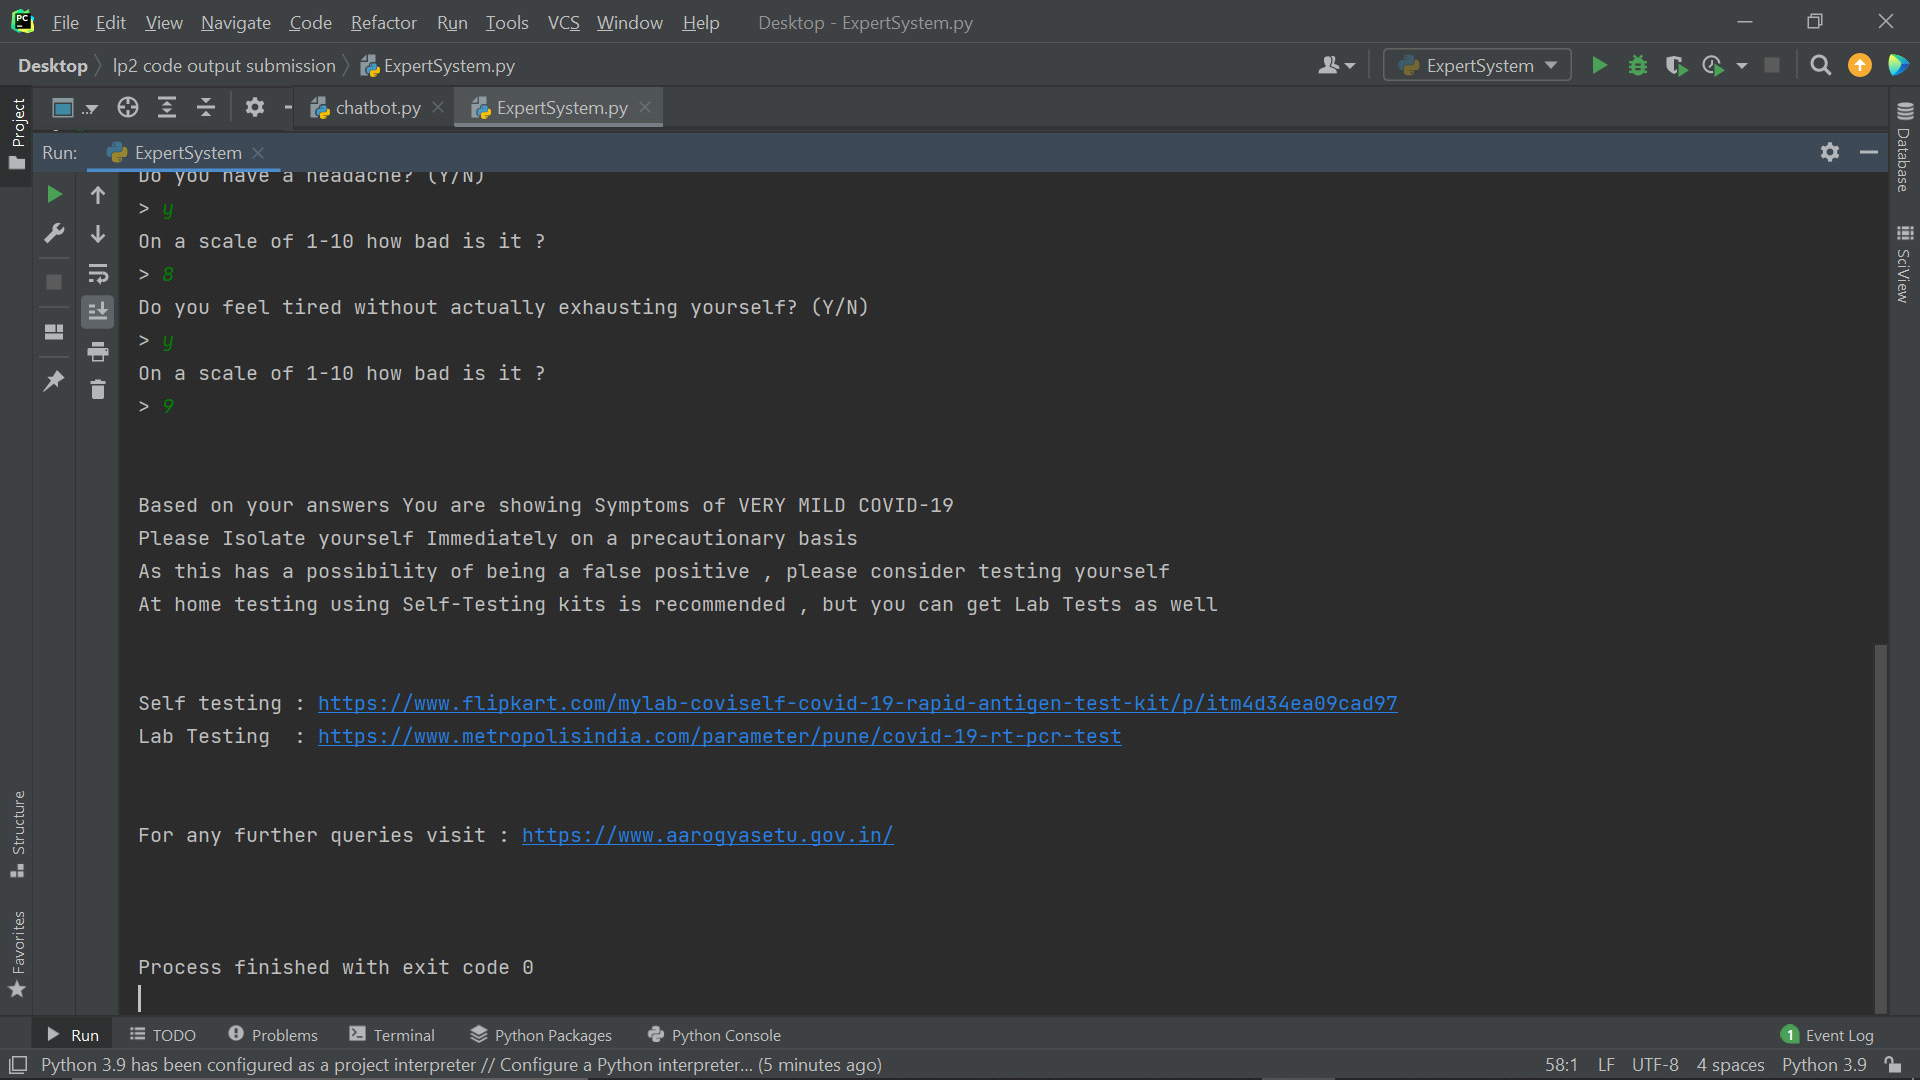 File Edit View Navigate Code Refactor Run Tools VCS Window Help Desktop - ExpertSystem.py
Desktop lp2 code output submission ExpertSystem.py ExpertSystem
Project chatbot.py ExpertSystem.py
Run: ExpertSystem
Do you have a headache? (Y/N)
> y
On a scale of 1-10 how bad is it ?
> 8
Do you feel tired without actually exhausting yourself? (Y/N)
> y
On a scale of 1-10 how bad is it ?
> 9
Based on your answers You are showing Symptoms of VERY MILD COVID-19
Please Isolate yourself Immediately on a precautionary basis
As this has a possibility of being a false positive , please consider testing yourself
At home testing using Self-Testing kits is recommended , but you can get Lab Tests as well
Self testing : https://www.flipkart.com/mylab-coviself-covid-19-rapid-antigen-test-kit/p/itm4d34ea09cad97
Lab Testing  : https://www.metropolisindia.com/parameter/pune/covid-19-rt-pcr-test
For any further queries visit : https://www.aarogyasetu.gov.in/
Process finished with exit code 0
Database
SciView
Structure
Favorites
Run TODO Problems Terminal Python Packages Python Console 1 Event Log
Python 3.9 has been configured as a project interpreter // Configure a Python interpreter... (5 minutes ago) 58:1 LF UTF-8 4 spaces Python 3.9